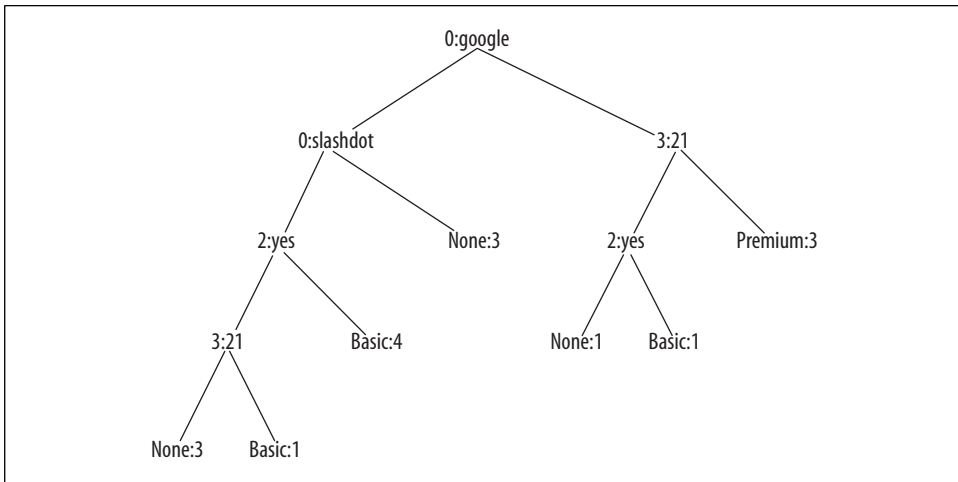 0:google
0:slashdot
3:21
2:yes
None:3
2:yes
Premium:3
3:21
Basic:4
None:1
Basic:1
None:3
Basic:1